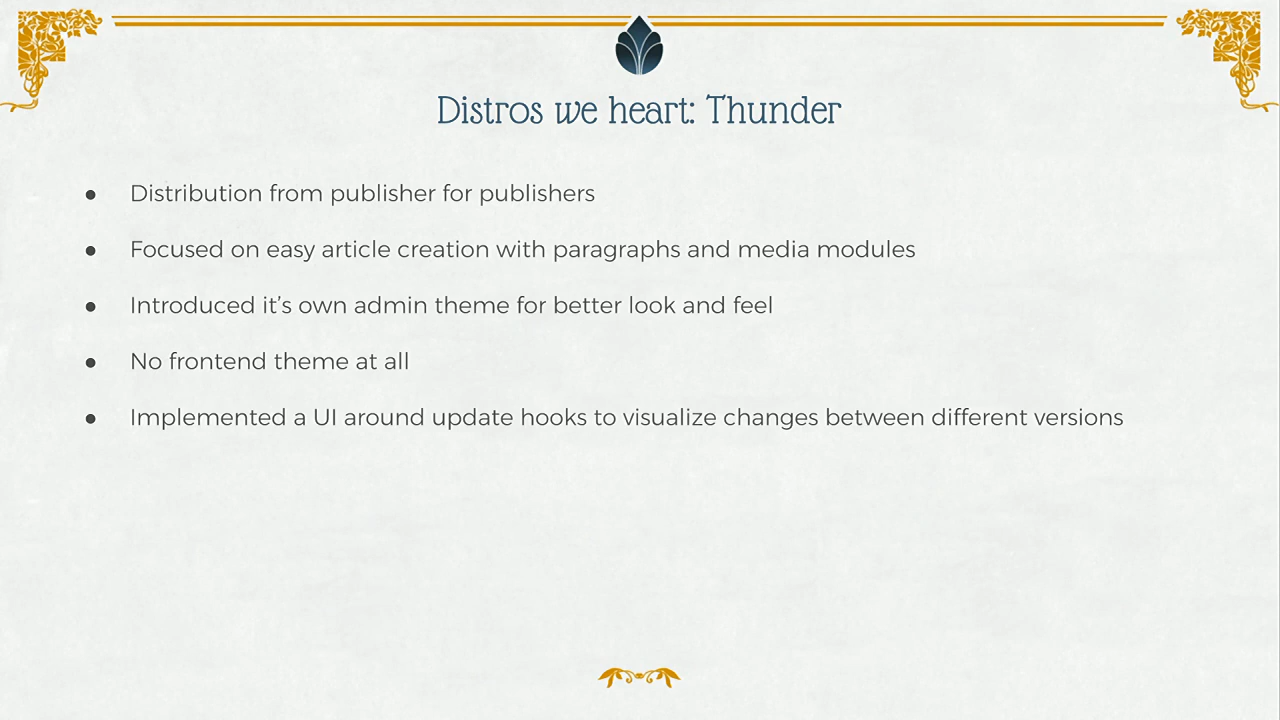 Distros we heart: Thunder
● Distribution from publisher for publishers
● Focused on easy article creation with paragraphs and media modules
● Introduced it’s own admin theme for better look and feel
● No frontend theme at all
● Implemented a UI around update hooks to visualize changes between different versions